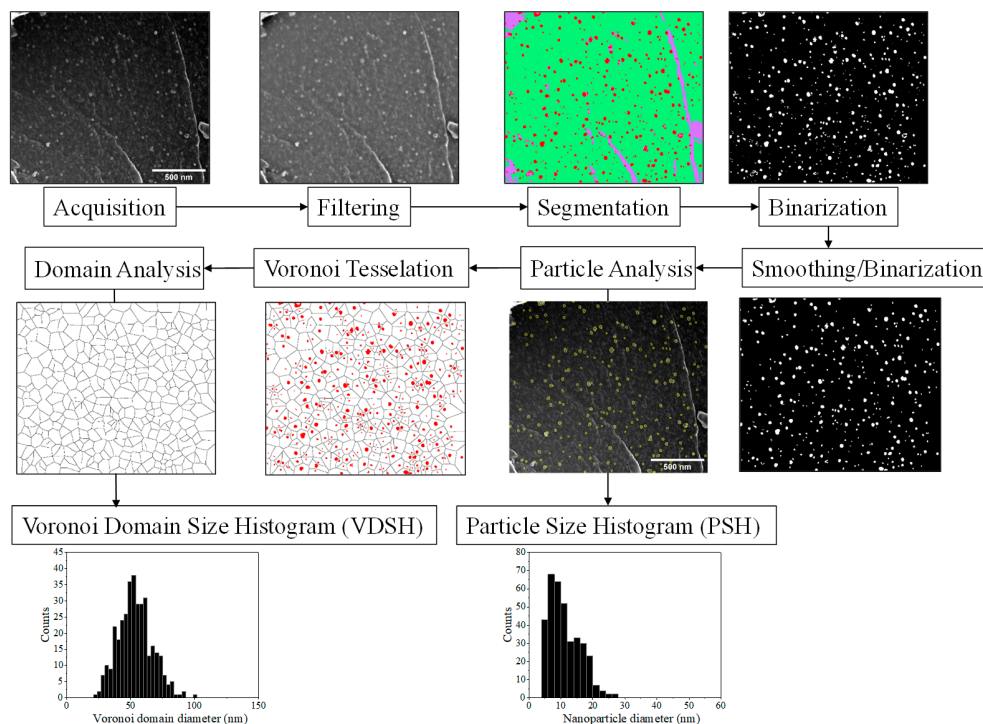 500 nm
Acquisition
Filtering
Segmentation
Binarization
Domain Analysis
Voronoi Tesselation
Particle Analysis
Smoothing/Binarization
500 nm
Voronoi Domain Size Histogram (VDSH)
Particle Size Histogram (PSH)
45
40
35
30
25
20
15
10
5
0
Counts
0 50 100 150
Voronoi domain diameter (nm)
80
70
60
50
40
30
20
10
0
Counts
0 10 20 30 40 50 60
Nanoparticle diameter (nm)